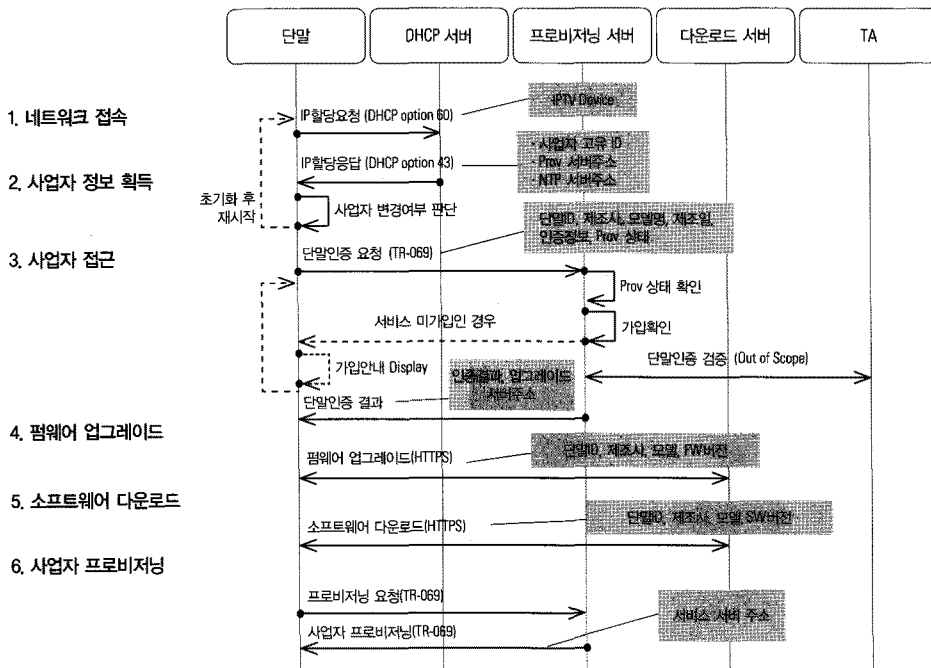 단말
DHCP 서버
프로비저닝 서버
다운로드 서버
TA
1. 네트워크 접속
IP할당요청 (DHCP option 60)
IPTV Device
IP할당응답 (DHCP option 43)
· 사업자 고유 ID
· Prov 서버주소
· NTP 서버주소
2. 사업자 정보 획득
초기화 후
재시작
사업자 변경여부 판단
단말ID, 제조사, 모델명, 제조일,
인증정보, Prov 상태
3. 사업자 접근
단말인증 요청 (TR-069)
Prov 상태 확인
서비스 미가입인 경우
가입확인
가입안내 Display
단말인증 검증 (Out of Scope)
인증결과, 업그레이드
서버주소
단말인증 결과
4. 펌웨어 업그레이드
펌웨어 업그레이드(HTTPS)
단말ID, 제조사, 모델, FW버전
5. 소프트웨어 다운로드
소프트웨어 다운로드(HTTPS)
단말ID, 제조사, 모델, SW버전
6. 사업자 프로비저닝
프로비저닝 요청(TR-069)
사업자 프로비저닝(TR-069)
서비스 서버 주소